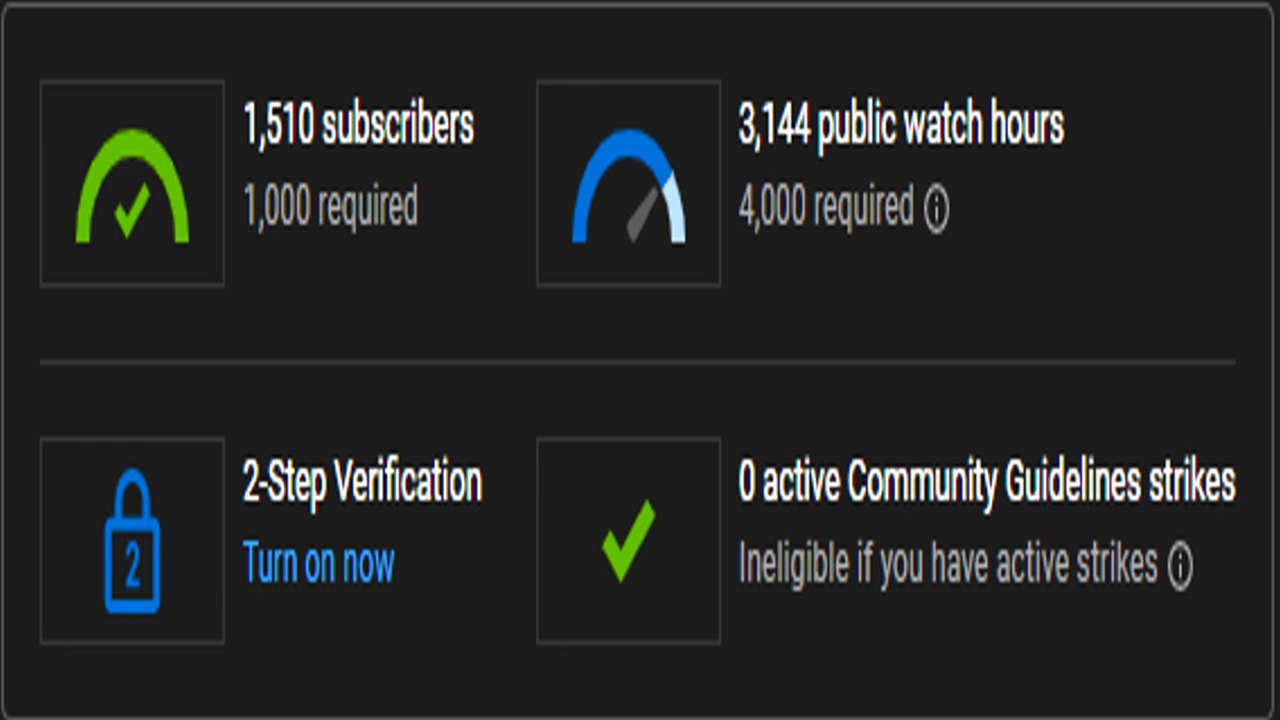 1,510 subscribers
1,000 required
3,144 public watch hours
4,000 required
2-Step Verification
Turn on now
2
0 active Community Guidelines strikes
Ineligible if you have active strikes